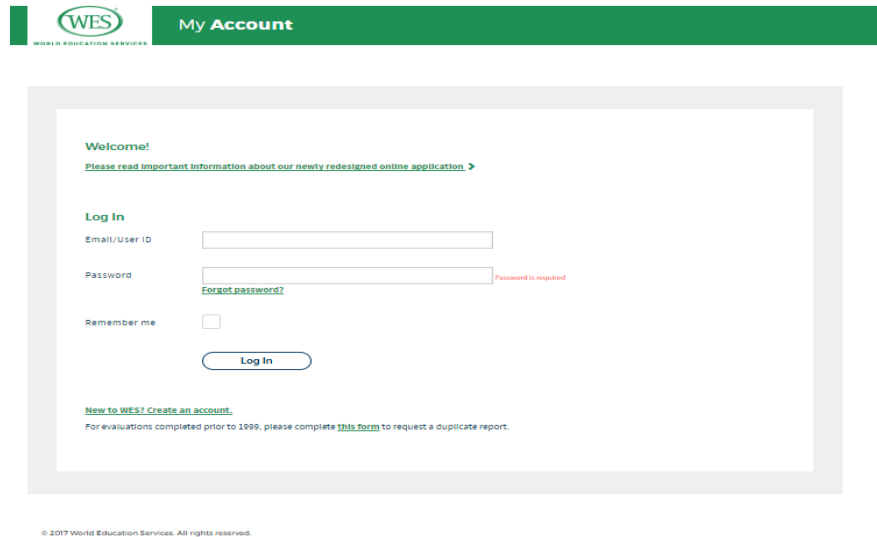 WES
WORLD EDUCATION SERVICES
My Account
Welcome!
Please read important information about our newly redesigned online application >
Log In
Email/User ID
Password
Password is required
Forgot password?
Remember me
Log In
New to WES? Create an account.
For evaluations completed prior to 1999, please complete this form to request a duplicate report.
© 2017 World Education Services. All rights reserved.